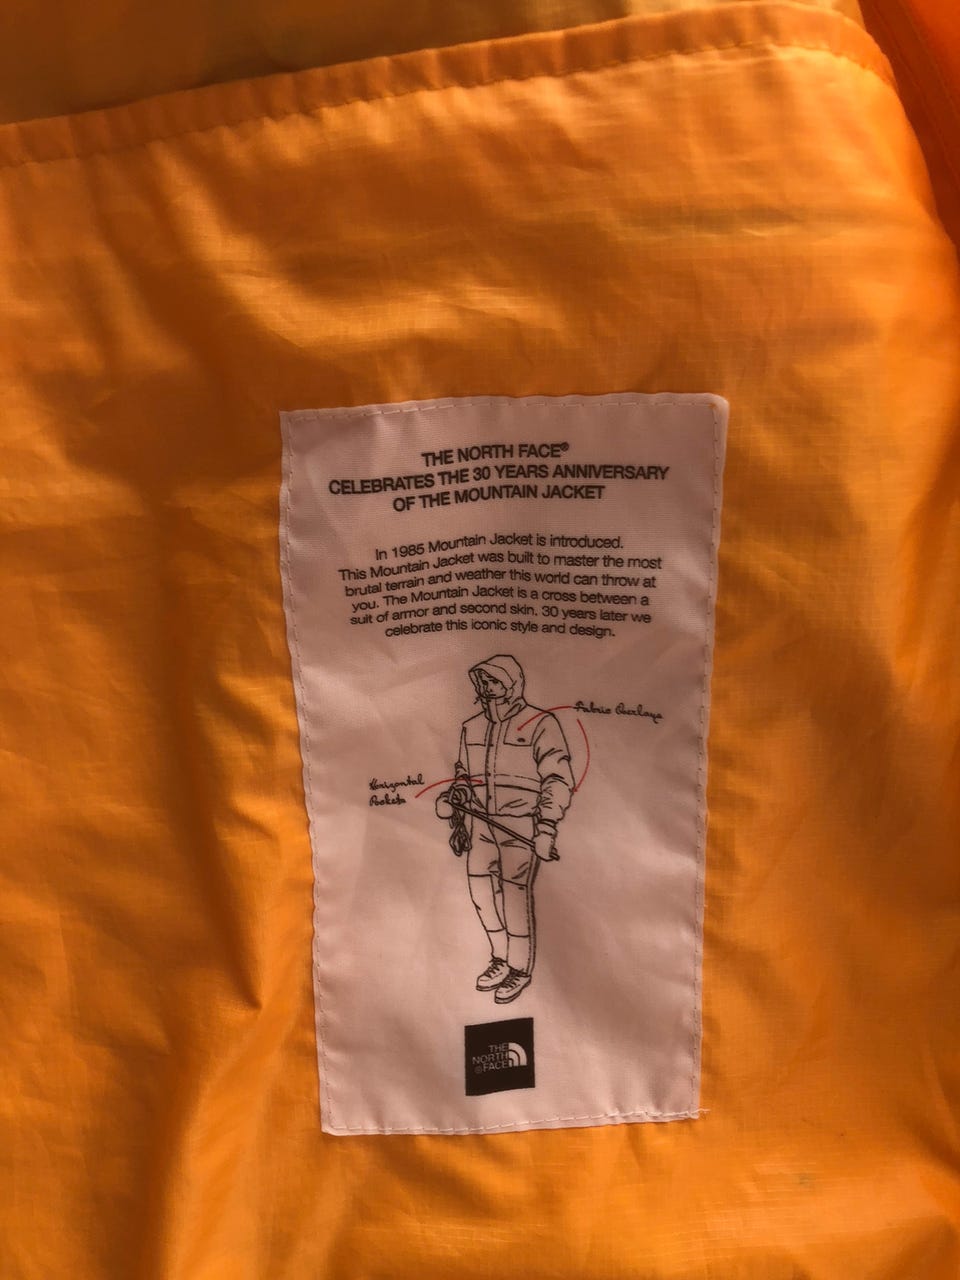 THE NORTH FACE®
CELEBRATES THE 30 YEARS ANNIVERSARY
OF THE MOUNTAIN JACKET
In 1985 Mountain Jacket is introduced.
This Mountain Jacket was built to master the most
brutal terrain and weather this world can throw at
you. The Mountain Jacket is a cross between a
suit of armor and second skin. 30 years later we
celebrate this iconic style and design.
Fabric Overlays
Horizontal
Pockets
THE
NORTH
FACE®